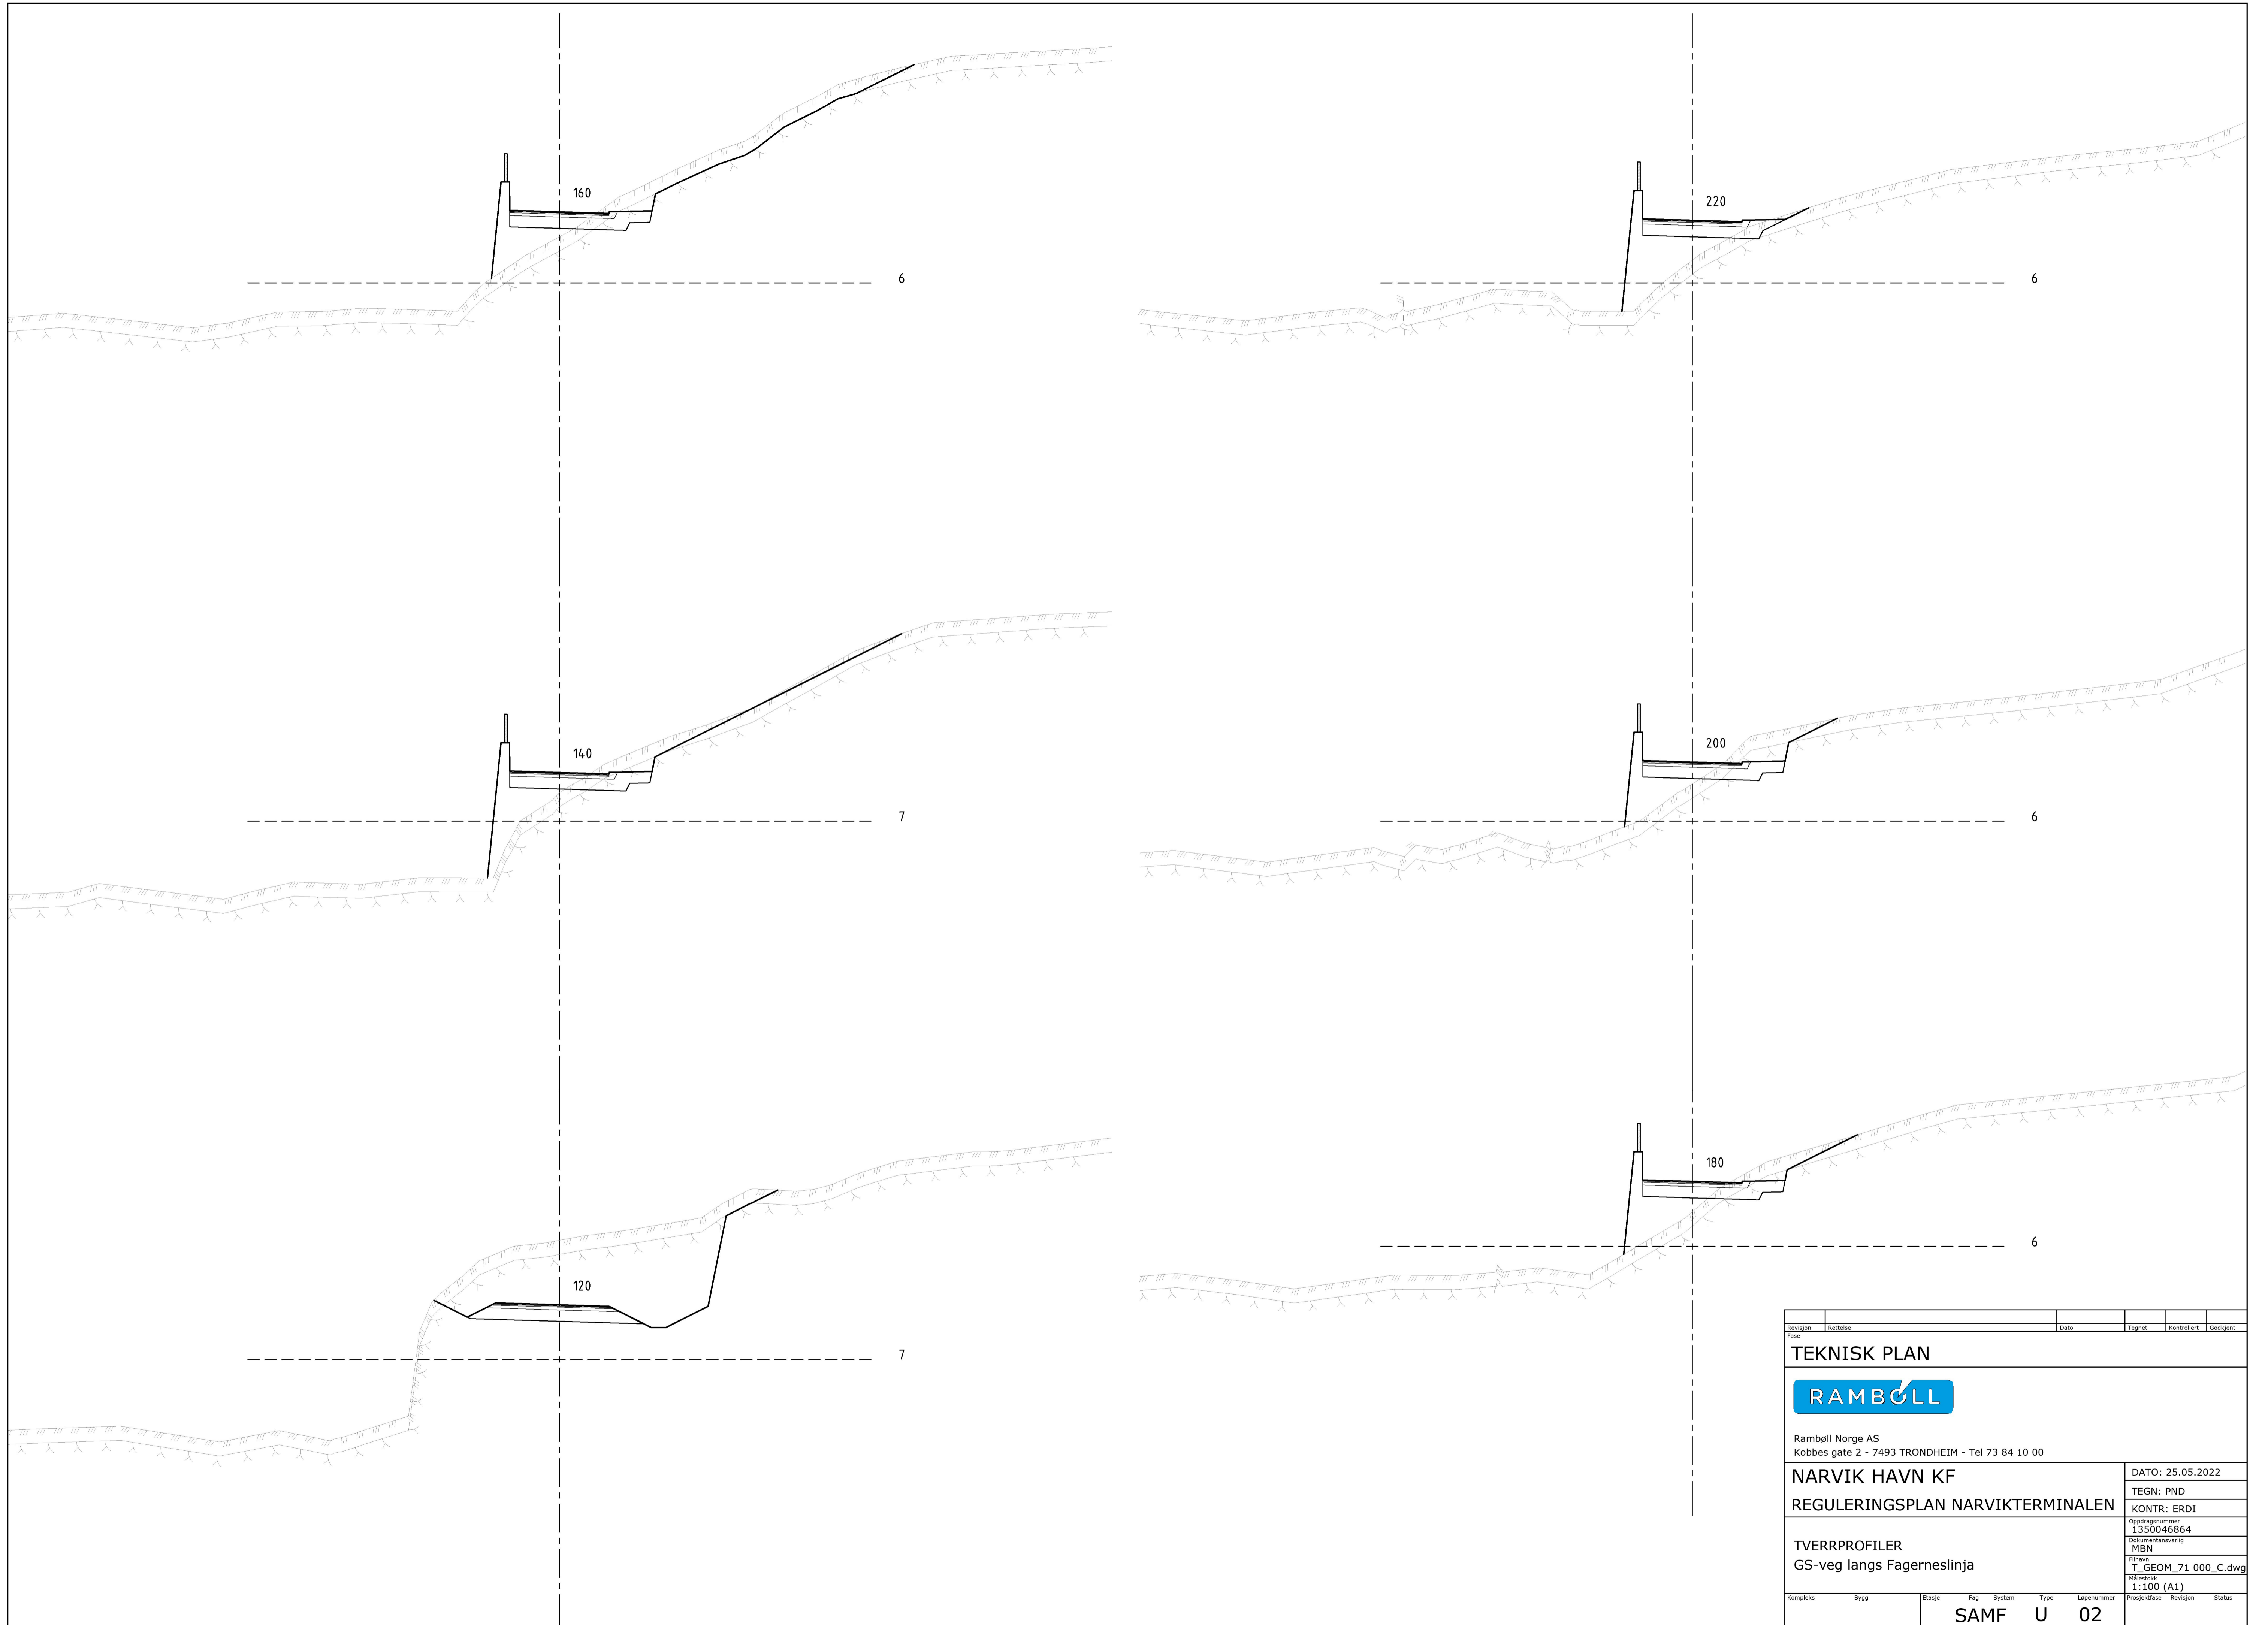 160
6
140
7
120
7
220
6
200
6
180
6
Revisjon Rettelse Dato Tegnet Kontrollert Godkjent
Fase
TEKNISK PLAN
RAMBOLL
Rambøll Norge AS
Kobbes gate 2 - 7493 TRONDHEIM - Tel 73 84 10 00
NARVIK HAVN KF
REGULERINGSPLAN NARVIKTERMINALEN
DATO: 25.05.2022
TEGN: PND
KONTR: ERDI
TVERRPROFILER
GS-veg langs Fagerneslinja
Oppdragsnummer
1350046864
Dokumentansvarlig
MBN
Filnavn
T_GEOM_71 000_C.dwg
Målestokk
1:100 (A1)
Kompleks Bygg Etasje Fag System Type Løpenummer Prosjektfase Revisjon Status
SAMF U 02